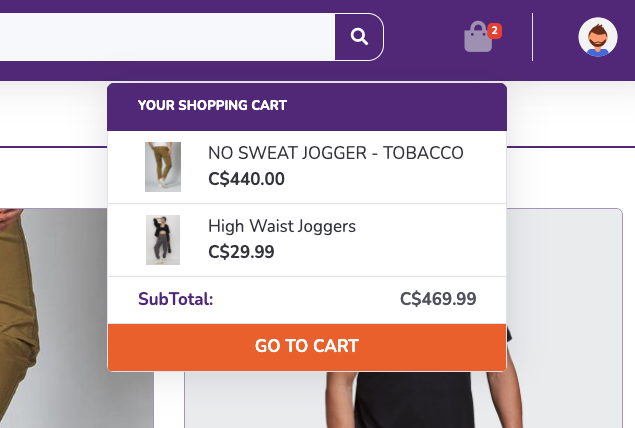 2
YOUR SHOPPING CART
NO SWEAT JOGGER - TOBACCO
C$440.00
High Waist Joggers
C$29.99
SubTotal: C$469.99
GO TO CART